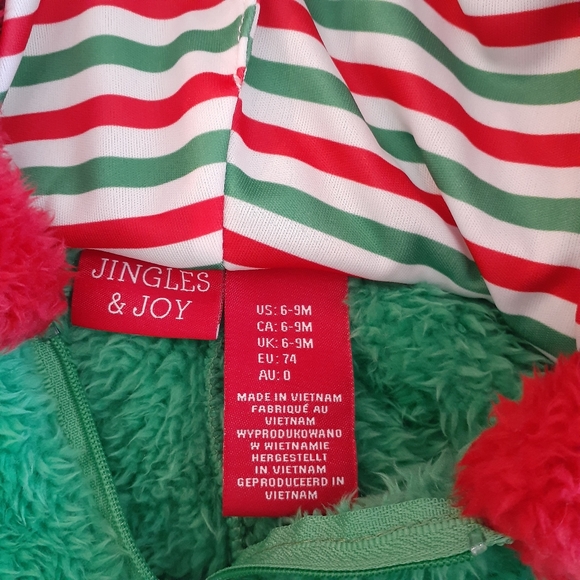 JINGLES
& JOY
US: 6-9M
CA: 6-9M
UK: 6-9M
EU: 74
AU: 0
MADE IN VIETNAM
FABRIQUÉ AU
VIETNAM
WYPRODUKOWANO
W WIETNAMIE
HERGESTELLT
IN VIETNAM
GEPRODUCEERD IN
VIETNAM